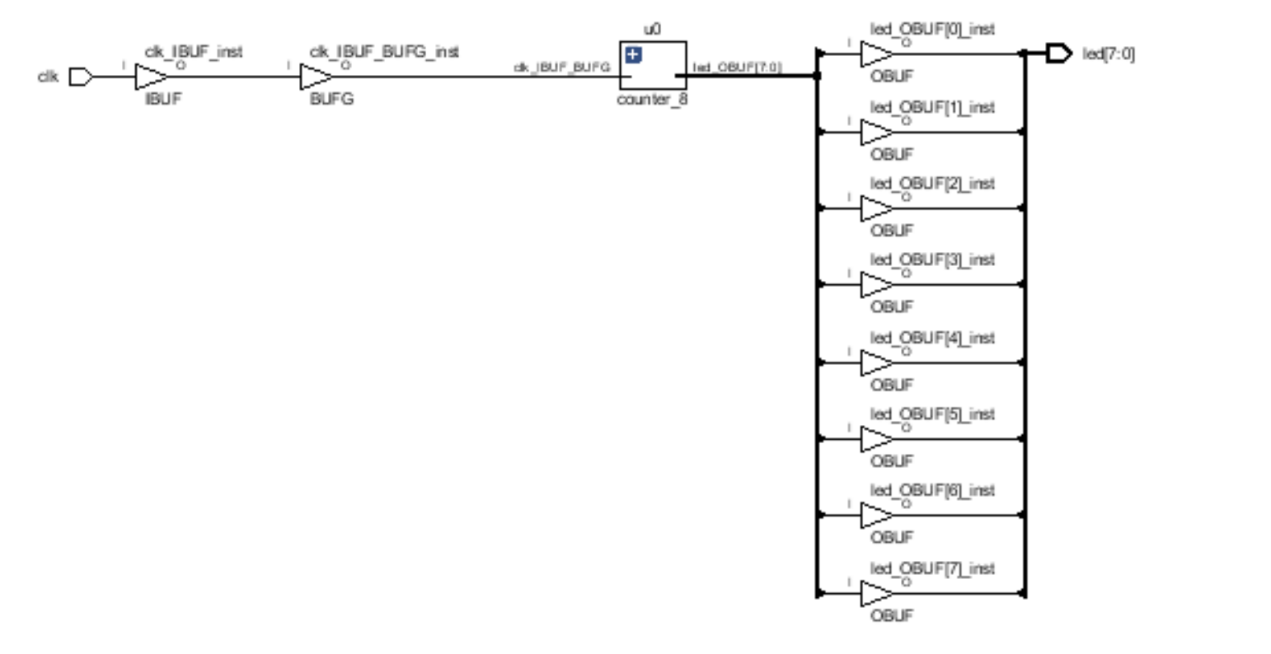 clk
I
clk_IBUF_inst
O
IBUF
I
clk_IBUF_BUFG_inst
O
BUFG
clk_IBUF_BUFG
u0
counter_8
led_OBUF[7:0]
led_OBUF[0]_inst
I
O
OBUF
led[7:0]
led_OBUF[1]_inst
I
O
OBUF
led_OBUF[2]_inst
I
O
OBUF
led_OBUF[3]_inst
I
O
OBUF
led_OBUF[4]_inst
I
O
OBUF
led_OBUF[5]_inst
I
O
OBUF
led_OBUF[6]_inst
I
O
OBUF
led_OBUF[7]_inst
I
O
OBUF